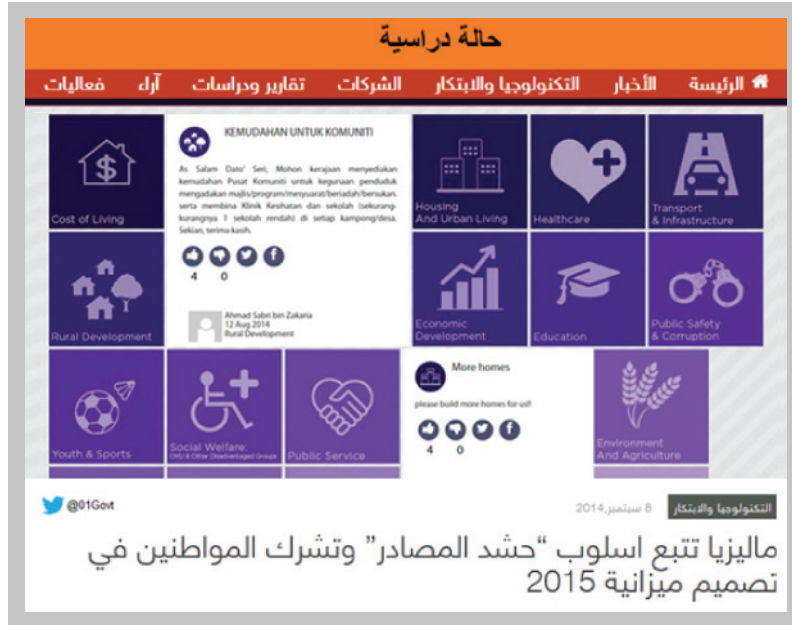 حالة دراسية
الرئيسة الأخبار التكنولوجيا والابتكار الشركات تقارير ودراسات آراء فعاليات
Cost of Living
KEMUDAHAN UNTUK KOMUNITI
As Salam Dato' Seri, Mohon kerajaan menyediakan
kemudahan Pusat Komuniti untuk kegunaan penduduk
mengadakan majlis/program/mesyuarat/beriadah/bersukan.
serta membina Klinik Kesihatan dan sekolah (sekurang-
kurangnya 1 sekolah rendah) di setiap kampong/desa.
Sekian, terima kasih.
4 0
Ahmad Sabri bin Zakaria
12 Aug 2014
Rural Development
Housing
And Urban Living
Healthcare
Transport
& Infrastructure
Rural Development
Economic
Development
Education
Public Safety
& Corruption
Youth & Sports
Social Welfare:
OKU & Other Disadvantaged Groups
Public Service
More homes
please build more homes for us!!
4 0
Environment
And Agriculture
@01Govt
التكنولوجيا والابتكار 8 سبتمبر,2014
ماليزيا تتبع اسلوب “حشد المصادر” وتشرك المواطنين في
تصميم ميزانية 2015